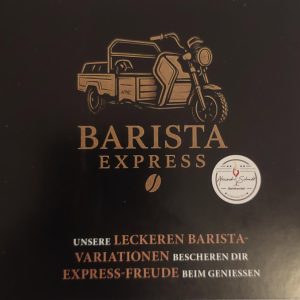 BARISTA
EXPRESS
UNSERE LECKEREN BARISTA-
VARIATIONEN BESCHEREN DIR
EXPRESS-FREUDE BEIM GENIESSEN